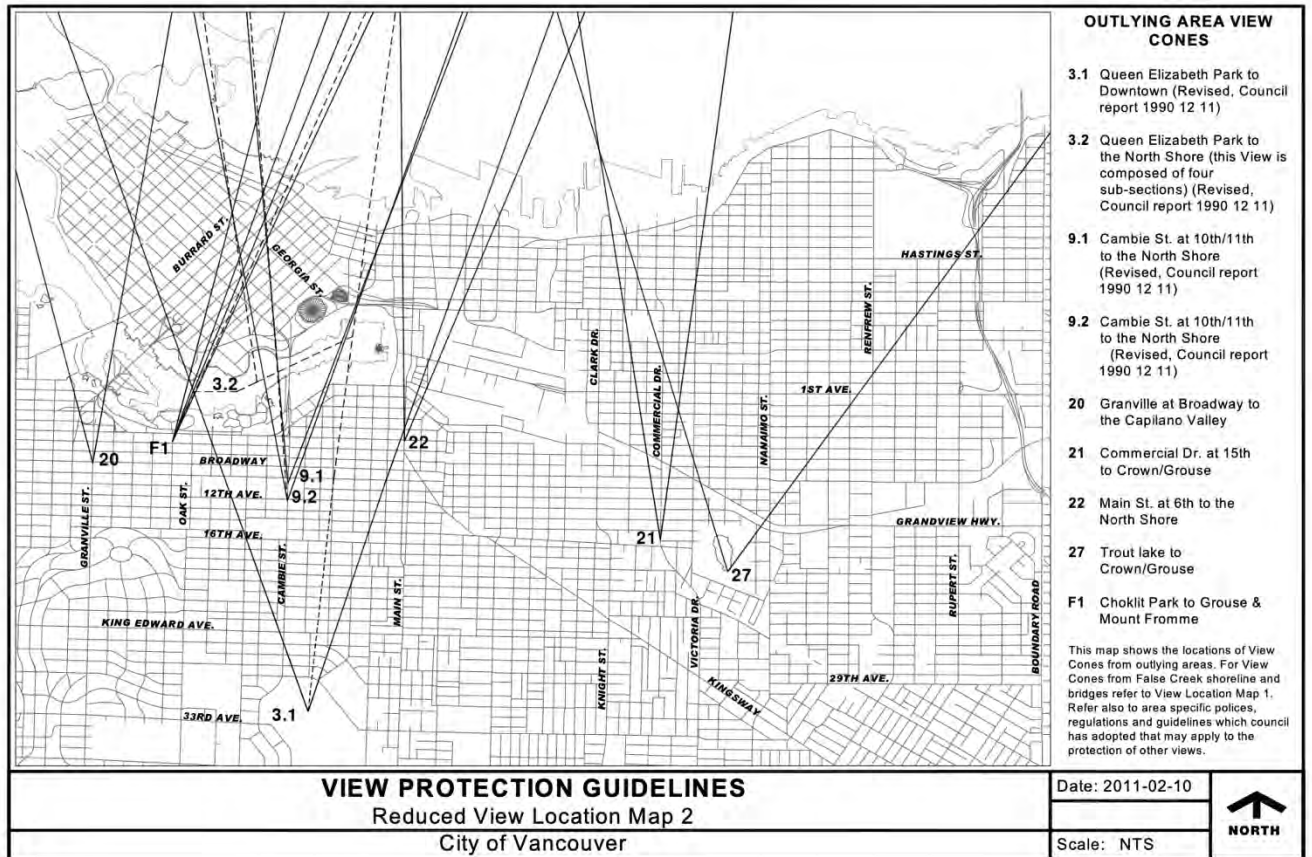 OUTLYING AREA VIEW
CONES
3.1 Queen Elizabeth Park to
Downtown (Revised, Council
report 1990 12 11)
3.2 Queen Elizabeth Park to
the North Shore (this View is
composed of four
sub-sections) (Revised,
Council report 1990 12 11)
9.1 Cambie St. at 10th/11th
to the North Shore
(Revised, Council report
1990 12 11)
9.2 Cambie St. at 10th/11th
to the North Shore
(Revised, Council report
1990 12 11)
20 Granville at Broadway to
the Capilano Valley
21 Commercial Dr. at 15th
to Crown/Grouse
22 Main St. at 6th to the
North Shore
27 Trout lake to
Crown/Grouse
F1 Choklit Park to Grouse &
Mount Fromme
This map shows the locations of View
Cones from outlying areas. For View
Cones from False Creek shoreline and
bridges refer to View Location Map 1.
Refer also to area specific polices,
regulations and guidelines which council
has adopted that may apply to the
protection of other views.
BURRARD ST.
GEORGIA ST.
HASTINGS ST.
RENFREW ST.
CLARK DR.
COMMERCIAL DR.
NANAIMO ST.
1ST AVE.
3.2
F1
20
22
BROADWAY
9.1
12TH AVE.
9.2
GRANVILLE ST.
OAK ST.
16TH AVE.
CAMBIE ST.
MAIN ST.
21
27
GRANDVIEW HWY.
RUPERT ST.
BOUNDARY ROAD
KING EDWARD AVE.
KNIGHT ST.
VICTORIA DR.
KINGSWAY
29TH AVE.
33RD AVE.
3.1
VIEW PROTECTION GUIDELINES
Reduced View Location Map 2
City of Vancouver
Date: 2011-02-10
Scale: NTS
NORTH